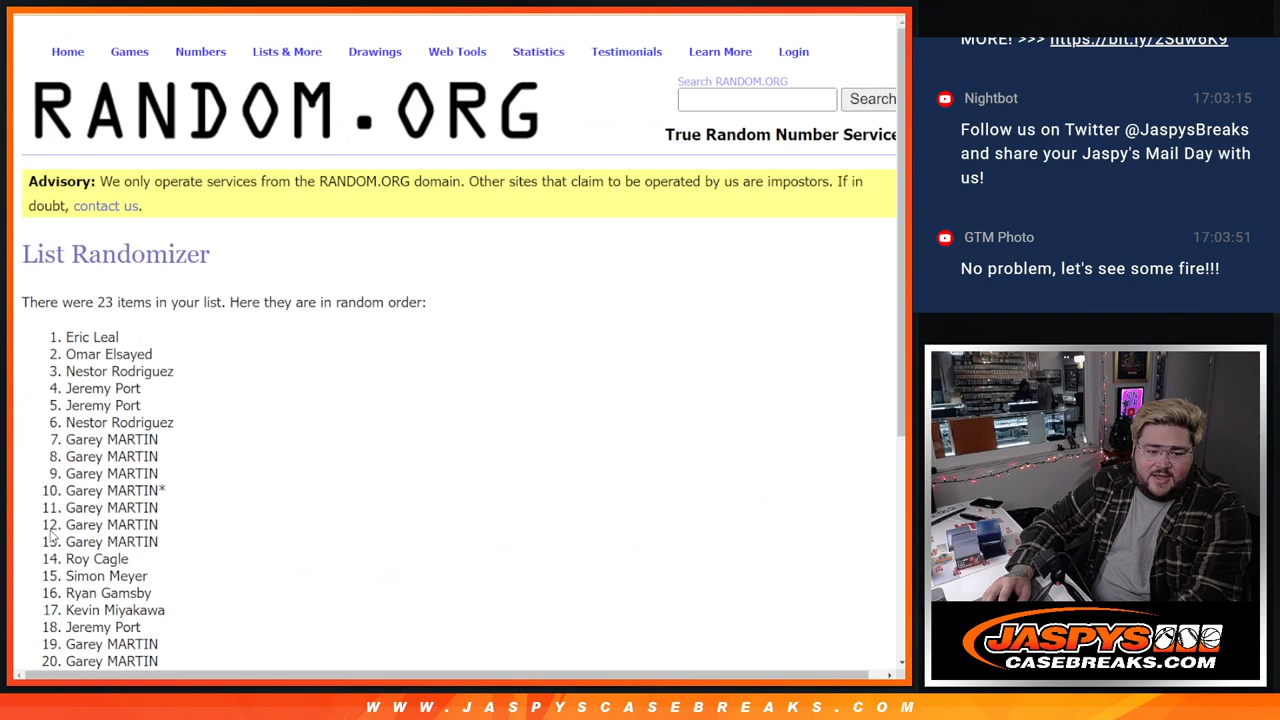 Home Games Numbers Lists & More Drawings Web Tools Statistics Testimonials Learn More Login
RANDOM.ORG
Search RANDOM.ORG
Search
True Random Number Service
Advisory: We only operate services from the RANDOM.ORG domain. Other sites that claim to be operated by us are impostors. If in
doubt, contact us.
List Randomizer
There were 23 items in your list. Here they are in random order:
1. Eric Leal
2. Omar Elsayed
3. Nestor Rodriguez
4. Jeremy Port
5. Jeremy Port
6. Nestor Rodriguez
7. Garey MARTIN
8. Garey MARTIN
9. Garey MARTIN
10. Garey MARTIN*
11. Garey MARTIN
12. Garey MARTIN
13. Garey MARTIN
14. Roy Cagle
15. Simon Meyer
16. Ryan Gamsby
17. Kevin Miyakawa
18. Jeremy Port
19. Garey MARTIN
20. Garey MARTIN
MORE! >>> https://bit.ly/2Sdw6K9
Nightbot 17:03:15
Follow us on Twitter @JaspysBreaks
and share your Jaspy's Mail Day with
us!
GTM Photo 17:03:51
No problem, let's see some fire!!!
JASPYS
CASEBREAKS.COM
WWW.JASPYSCASEBREAKS.COM